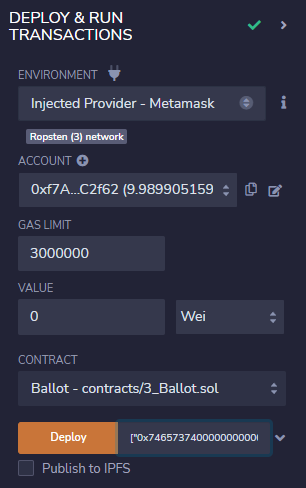 DEPLOY & RUN
TRANSACTIONS
ENVIRONMENT
Injected Provider - Metamask
Ropsten (3) network
ACCOUNT
0xf7A...C2f62 (9.989905159
GAS LIMIT
3000000
VALUE
0 Wei
CONTRACT
Ballot - contracts/3_Ballot.sol
Deploy ["0x7465737400000000000
Publish to IPFS